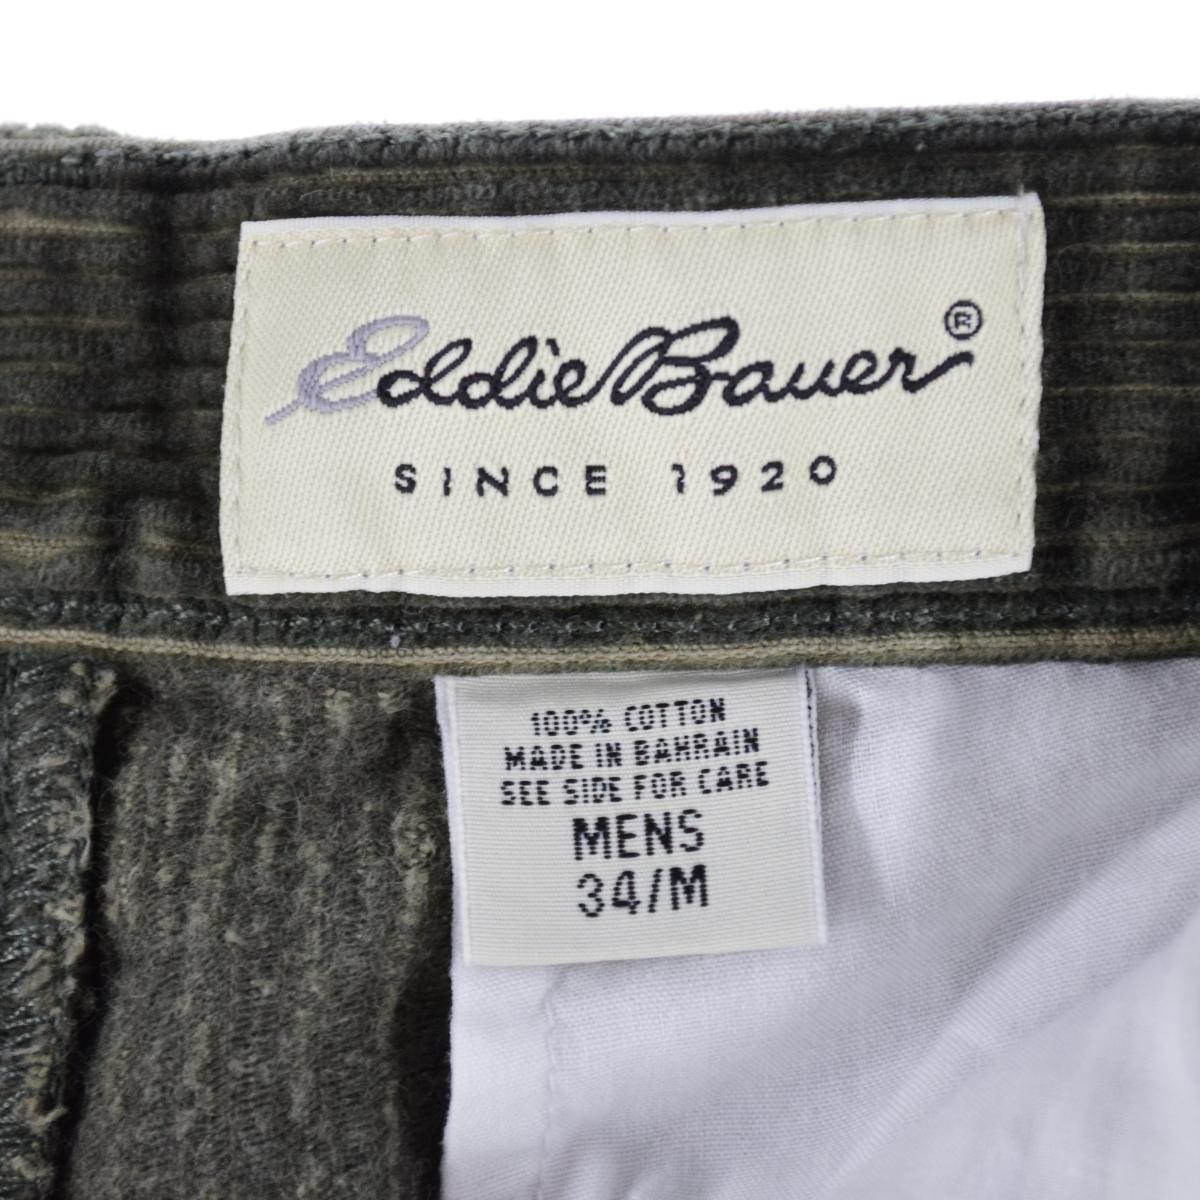 Eddie Bauer®
SINCE 1920
100% COTTON
MADE IN BAHRAIN
SEE SIDE FOR CARE
MENS
34/M